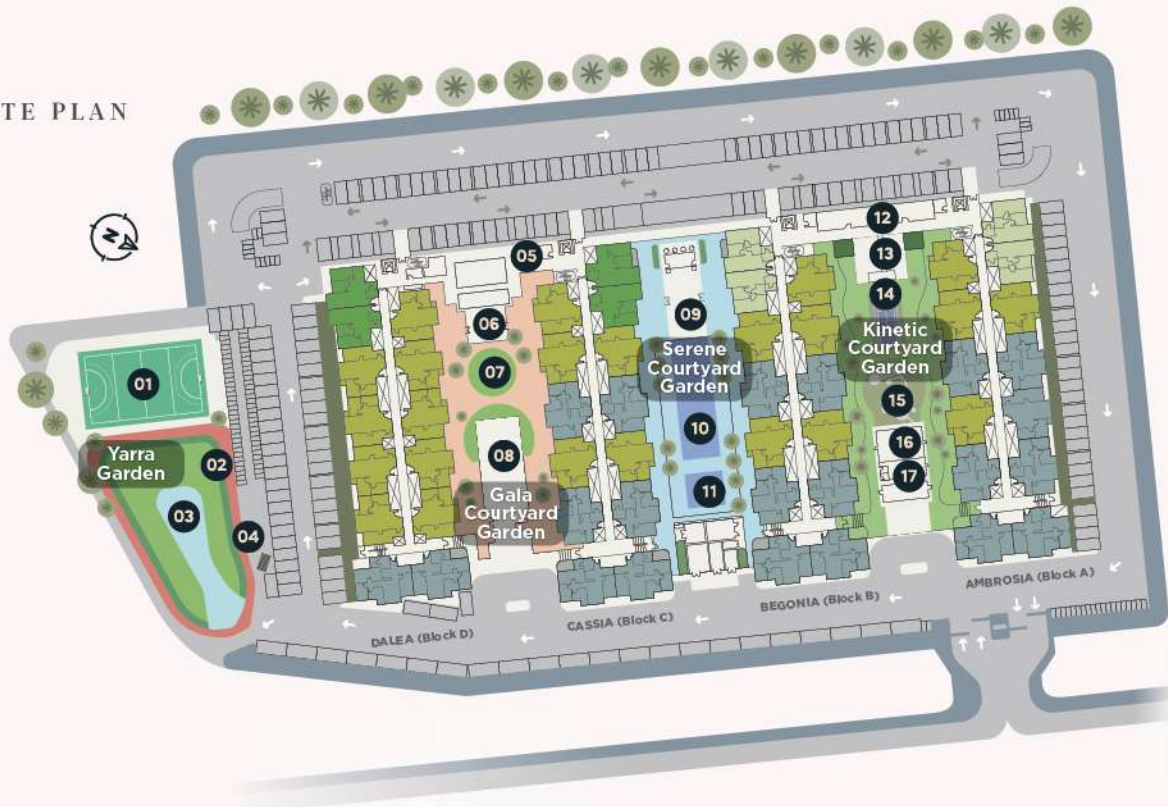 TE PLAN
N
12
05
13
14
06
09
Kinetic
Courtyard
Garden
Serene
Courtyard
Garden
07
01
15
10
16
08
02
Yarra
Garden
17
11
Gala
Courtyard
Garden
03
04
AMBROSIA (Block A)
BEGONIA (Block B)
CASSIA (Block C)
DALEA (Block D)